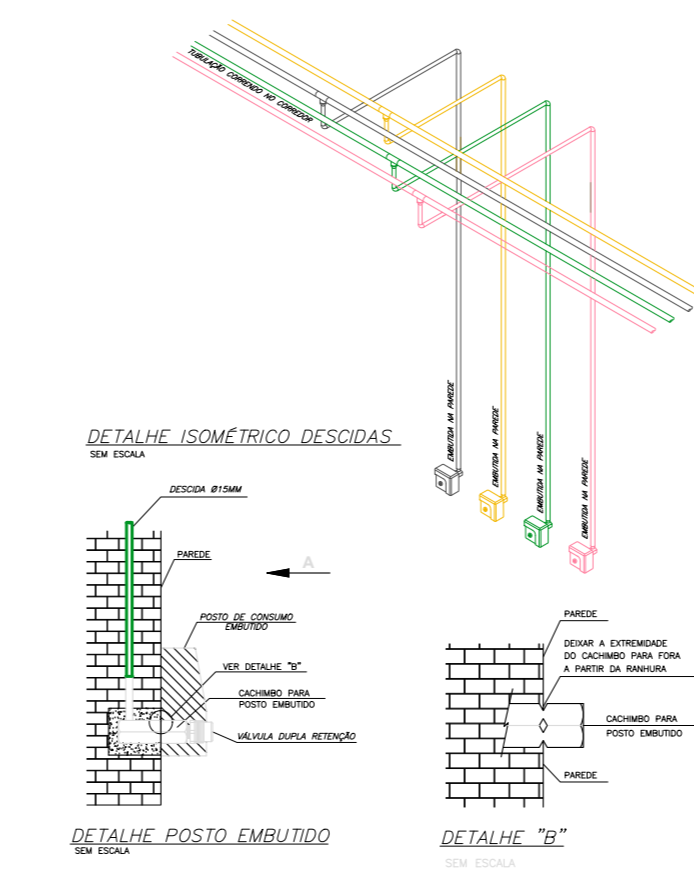 TUBULAÇÃO CORRENDO NO CORREDOR
EMBUTIDA NA PAREDE
EMBUTIDA NA PAREDE
EMBUTIDA NA PAREDE
EMBUTIDA NA PAREDE
DETALHE ISOMÉTRICO DESCIDAS
SEM ESCALA
DESCIDA Ø15MM
PAREDE
A
POSTO DE CONSUMO
EMBUTIDO
VER DETALHE "B"
CACHIMBO PARA
POSTO EMBUTIDO
VÁLVULA DUPLA RETENÇÃO
DETALHE POSTO EMBUTIDO
SEM ESCALA
PAREDE
DEIXAR A EXTREMIDADE
DO CACHIMBO PARA FORA
A PARTIR DA RANHURA
CACHIMBO PARA
POSTO EMBUTIDO
PAREDE
DETALHE "B"
SEM ESCALA